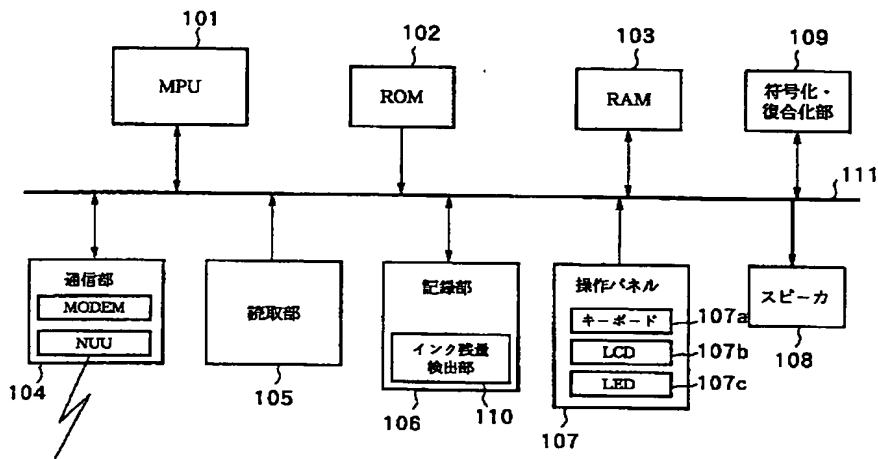 101
102
103
109
MPU
ROM
RAM
符号化・
復合化部
111
通信部
MODEM
NUU
104
読取部
105
記録部
インク残量
検出部
106
110
操作パネル
キーボード
107a
LCD
107b
LED
107c
107
スピーカ
108